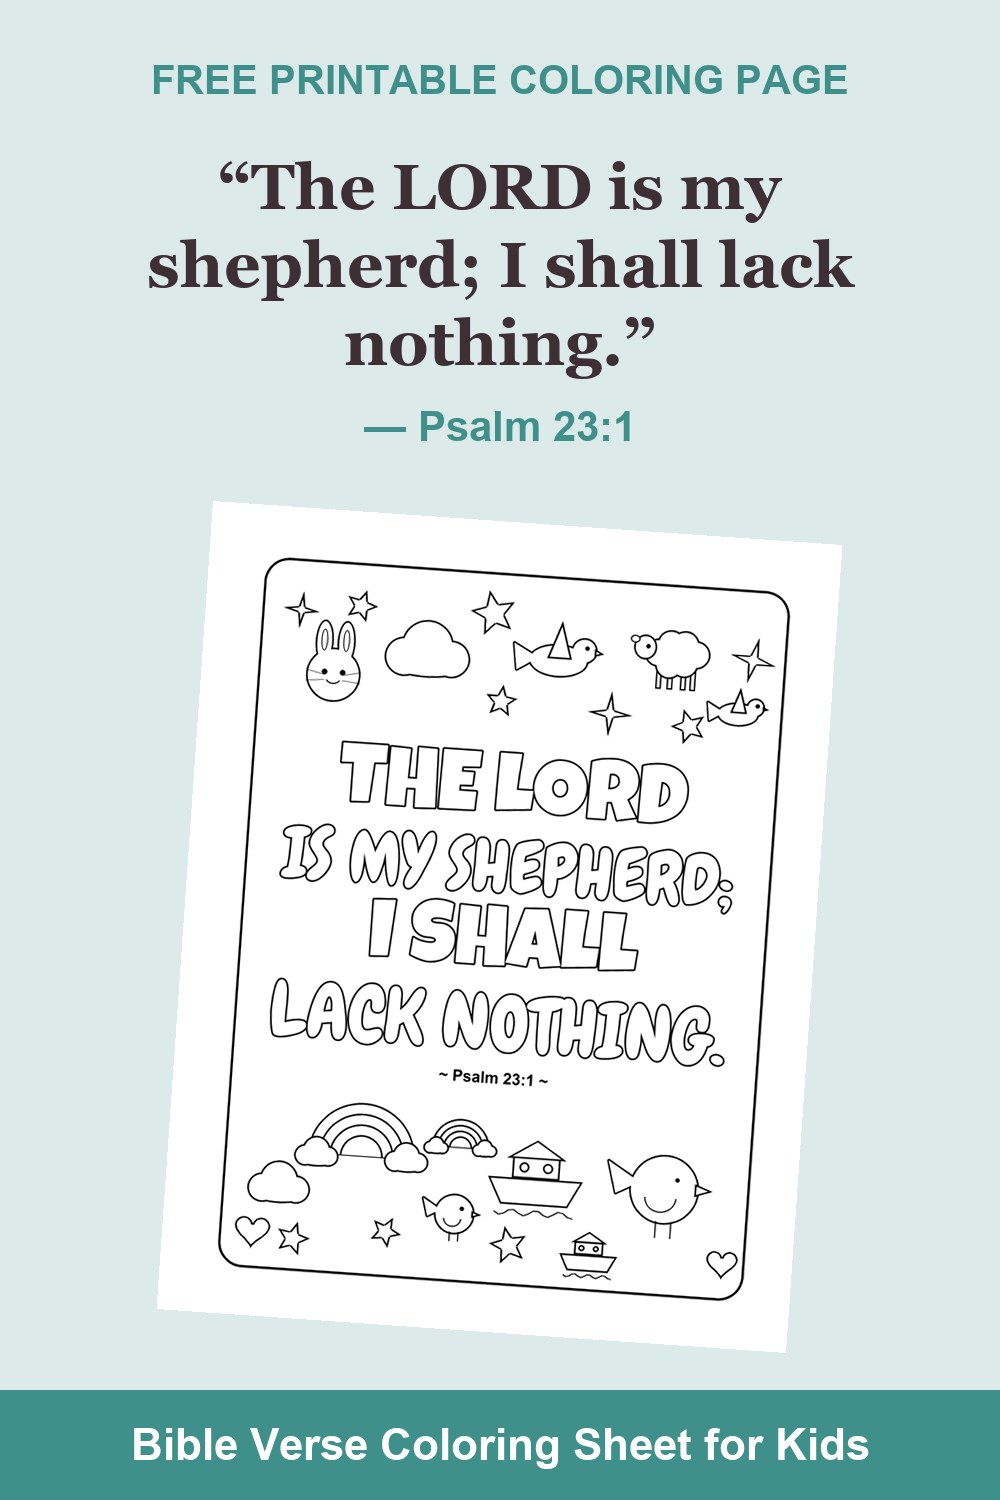 FREE PRINTABLE COLORING PAGE
“The LORD is my
shepherd; I shall lack
nothing.”
— Psalm 23:1
THE LORD
IS MY SHEPHERD;
I SHALL
LACK NOTHING.
~ Psalm 23:1 ~
Bible Verse Coloring Sheet for Kids